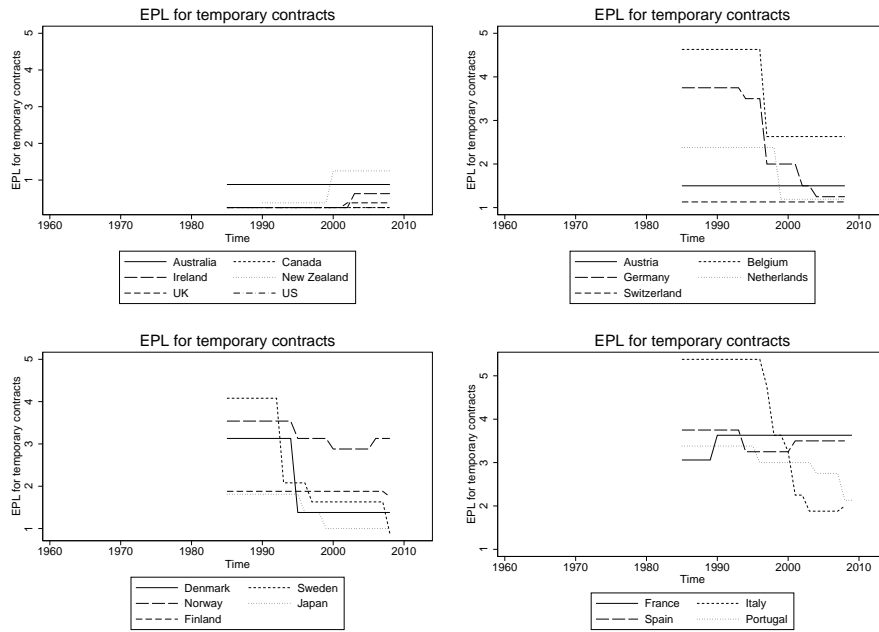 EPL for temporary contracts
EPL for temporary contracts
5
4
3
2
1
1960 1970 1980 1990 2000 2010
Time
Australia Canada
Ireland New Zealand
UK US
EPL for temporary contracts
EPL for temporary contracts
5
4
3
2
1
1960 1970 1980 1990 2000 2010
Time
Austria Belgium
Germany Netherlands
Switzerland
EPL for temporary contracts
EPL for temporary contracts
5
4
3
2
1
1960 1970 1980 1990 2000 2010
Time
Denmark Sweden
Norway Japan
Finland
EPL for temporary contracts
EPL for temporary contracts
5
4
3
2
1
1960 1970 1980 1990 2000 2010
Time
France Italy
Spain Portugal